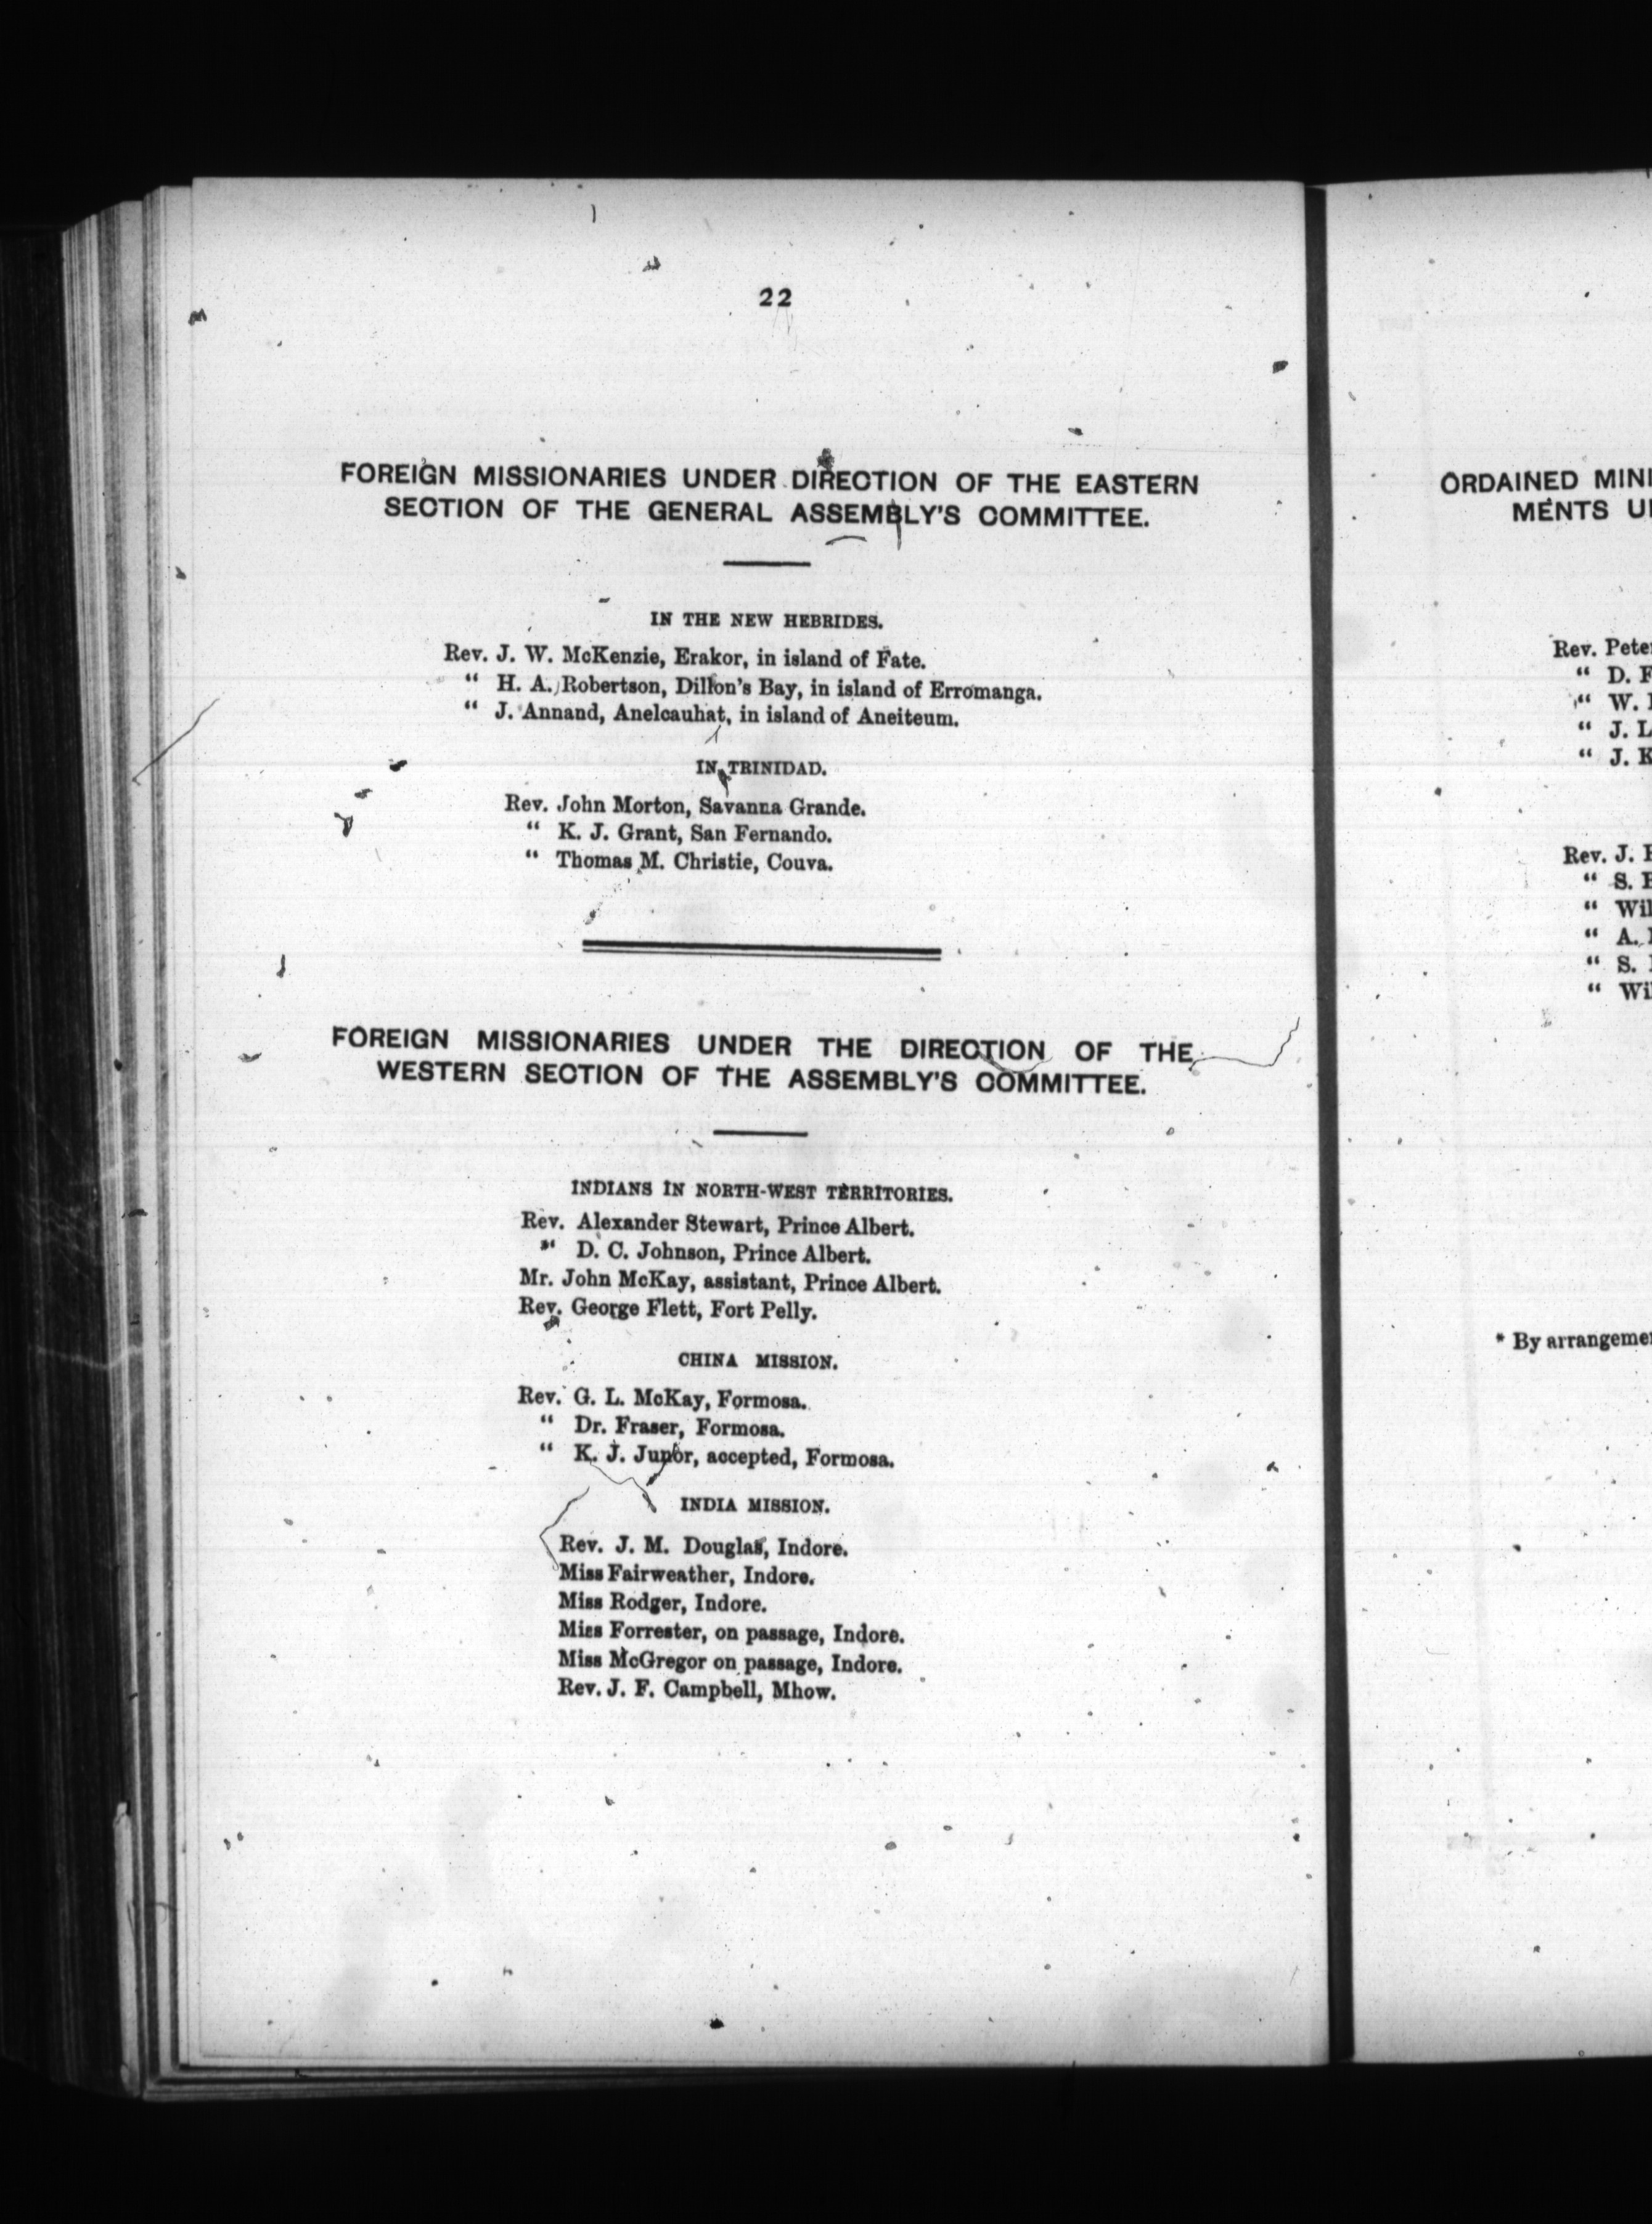 22
FOREIGN MISSIONARIES UNDER DIRECTION OF THE EASTERN
SECTION OF THE GENERAL ASSEMBLY'S COMMITTEE.
IN THE NEW HEBRIDES.
Rev. J. W. McKenzie, Erakor, in island of Fate.
“ H. A. Robertson, Dillon's Bay, in island of Erromanga.
“ J. Annand, Anelcauhat, in island of Aneiteum.
IN TRINIDAD.
Rev. John Morton, Savanna Grande.
“ K. J. Grant, San Fernando.
“ Thomas M. Christie, Couva.
FOREIGN MISSIONARIES UNDER THE DIRECTION OF THE
WESTERN SECTION OF THE ASSEMBLY'S COMMITTEE.
INDIANS IN NORTH-WEST TERRITORIES.
Rev. Alexander Stewart, Prince Albert.
“ D. C. Johnson, Prince Albert.
Mr. John McKay, assistant, Prince Albert.
Rev. George Flett, Fort Pelly.
CHINA MISSION.
Rev. G. L. McKay, Formosa.
“ Dr. Fraser, Formosa.
“ K. J. Junor, accepted, Formosa.
INDIA MISSION.
Rev. J. M. Douglas, Indore.
Miss Fairweather, Indore.
Miss Rodger, Indore.
Miss Forrester, on passage, Indore.
Miss McGregor on passage, Indore.
Rev. J. F. Campbell, Mhow.
ORDAINED MINI
MENTS U
Rev. Pete
“ D. F
“ W.
“ J. L
“ J. K
Rev. J.
“ S.
“ Wil
“ A.
“ S.
“ Wil
* By arrangeme